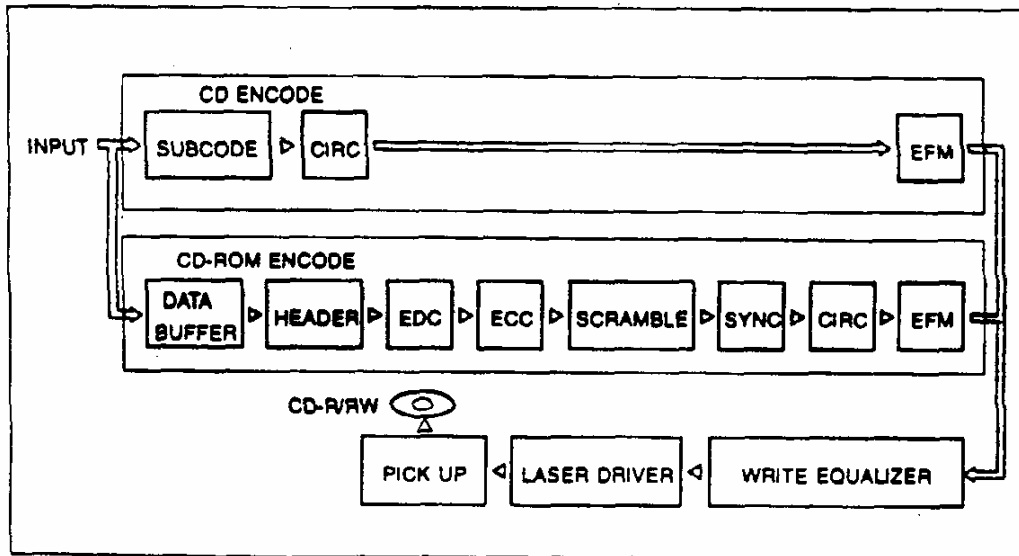 CD ENCODE
INPUT
SUBCODE
CIRC
EFM
CD-ROM ENCODE
DATA
BUFFER
HEADER
EDC
ECC
SCRAMBLE
SYNC
CIRC
EFM
CD-R/RW
PICK UP
LASER DRIVER
WRITE EQUALIZER